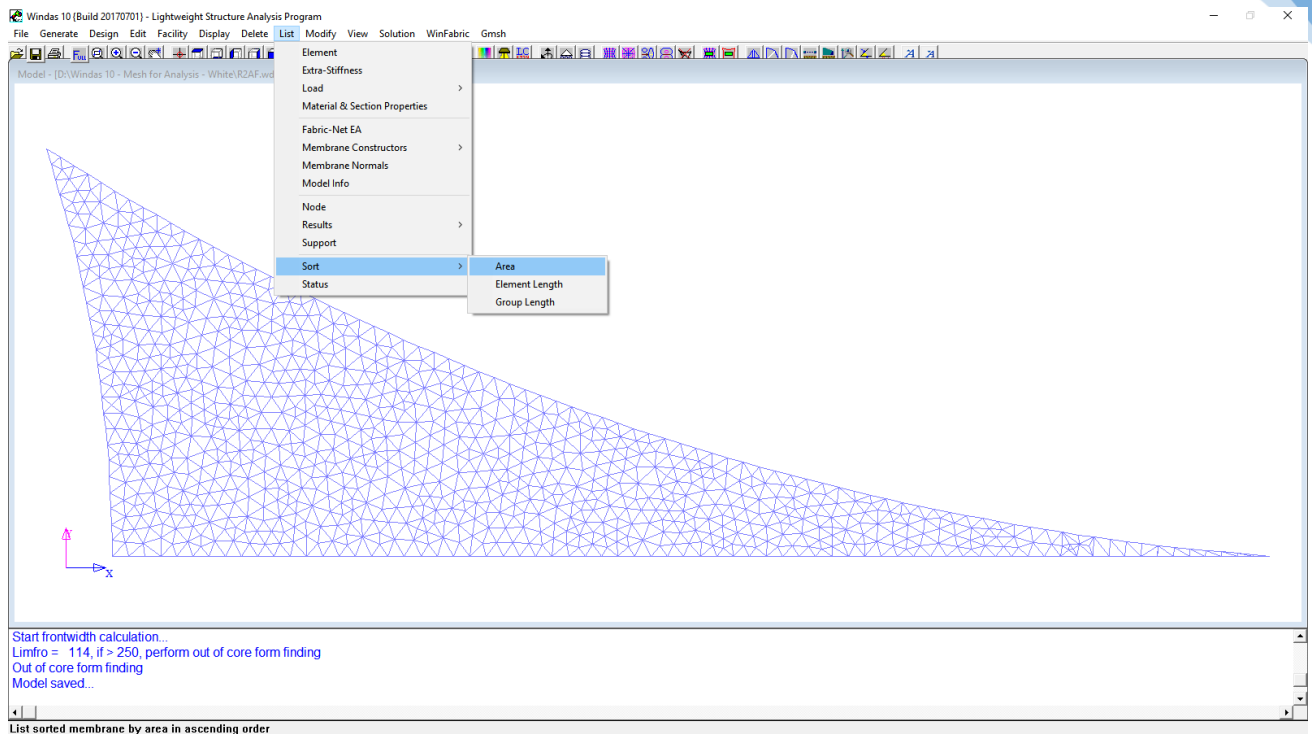 Windas 10 (Build 20170701) - Lightweight Structure Analysis Program
File Generate Design Edit Facility Display Delete List Modify View Solution WinFabric Gmsh
Model - [D:\Windas 10 - Mesh for Analysis - White\R2AF.wd
Element
Extra-Stiffness
Load
Material & Section Properties
Fabric-Net EA
Membrane Constructors
Membrane Normals
Model Info
Node
Results
Support
Sort
Status
Area
Element Length
Group Length
Y
X
Start frontwidth calculation...
Limfro = 114, if > 250, perform out of core form finding
Out of core form finding
Model saved...
List sorted membrane by area in ascending order